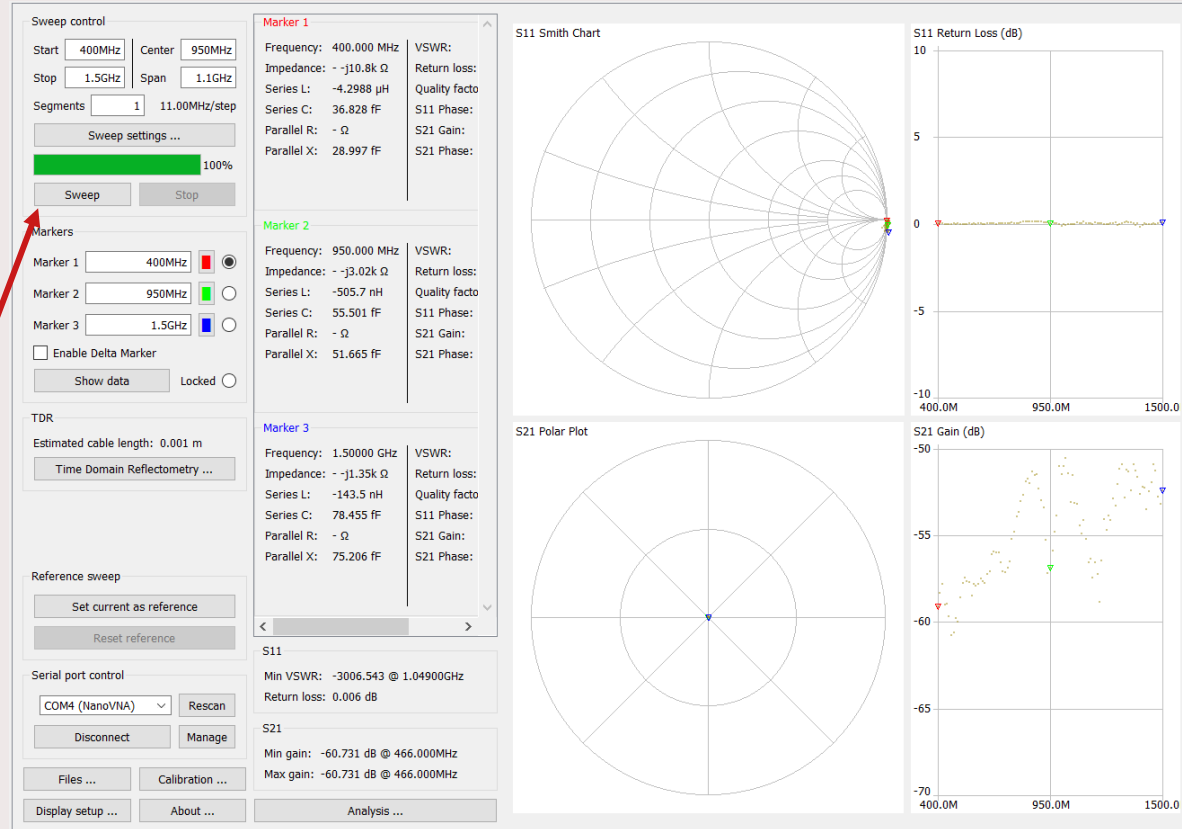 Sweep control
Start 400MHz Center 950MHz
Stop 1.5GHz Span 1.1GHz
Segments 1 11.00MHz/step
Sweep settings ...
100%
Sweep Stop
Markers
Marker 1 400MHz
Marker 2 950MHz
Marker 3 1.5GHz
Enable Delta Marker
Show data Locked
TDR
Estimated cable length: 0.001 m
Time Domain Reflectometry ...
Reference sweep
Set current as reference
Reset reference
Serial port control
COM4 (NanoVNA) Rescan
Disconnect Manage
Files ... Calibration ...
Display setup ... About ...
Marker 1
Frequency: 400.000 MHz VSWR:
Impedance: - -j10.8k Ω Return loss:
Series L: -4.2988 µH Quality facto
Series C: 36.828 fF S11 Phase:
Parallel R: - Ω S21 Gain:
Parallel X: 28.997 fF S21 Phase:
Marker 2
Frequency: 950.000 MHz VSWR:
Impedance: - -j3.02k Ω Return loss:
Series L: -505.7 nH Quality facto
Series C: 55.501 fF S11 Phase:
Parallel R: - Ω S21 Gain:
Parallel X: 51.665 fF S21 Phase:
Marker 3
Frequency: 1.50000 GHz VSWR:
Impedance: - -j1.35k Ω Return loss:
Series L: -143.5 nH Quality facto
Series C: 78.455 fF S11 Phase:
Parallel R: - Ω S21 Gain:
Parallel X: 75.206 fF S21 Phase:
S11
Min VSWR: -3006.543 @ 1.04900GHz
Return loss: 0.006 dB
S21
Min gain: -60.731 dB @ 466.000MHz
Max gain: -60.731 dB @ 466.000MHz
Analysis ...
S11 Smith Chart
S11 Return Loss (dB)
10
5
0
-5
-10
400.0M 950.0M 1500.0
S21 Polar Plot
S21 Gain (dB)
-50
-55
-60
-65
-70
400.0M 950.0M 1500.0